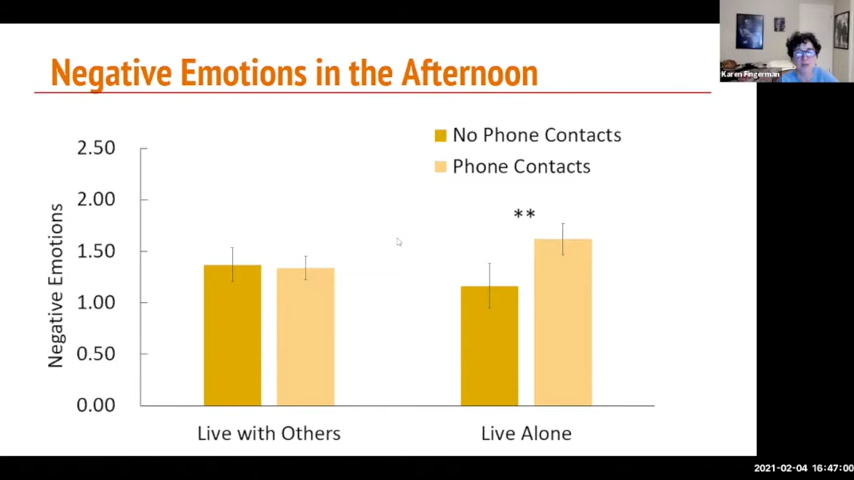 Negative Emotions in the Afternoon
Karen Fingerman
No Phone Contacts
Phone Contacts
2.50
2.00
1.50
1.00
0.50
0.00
Negative Emotions
**
Live with Others
Live Alone
2021-02-04 16:47:00